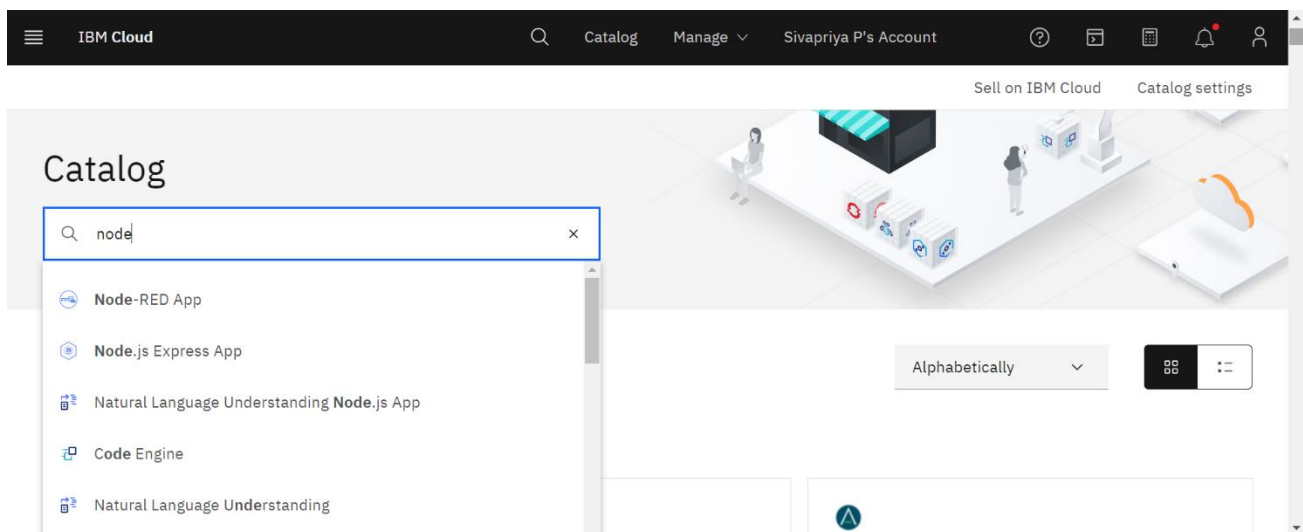 IBM Cloud Catalog Manage Sivapriya P's Account
Sell on IBM Cloud Catalog settings
Catalog
node
Node-RED App
Node.js Express App
Alphabetically
Natural Language Understanding Node.js App
Code Engine
Natural Language Understanding